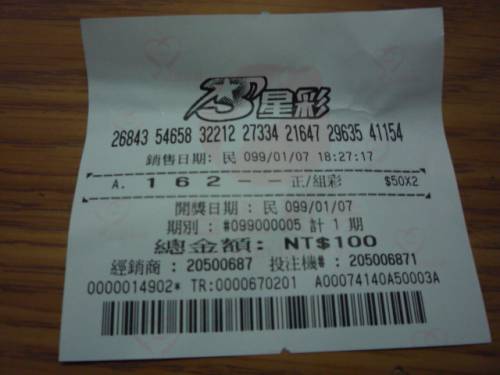 3星彩
26843 54658 32212 27334 21647 29635 41154
銷售日期: 民 099/01/07 18:27:17
A. 1 6 2 - - 正/組彩 $50X2
開獎日期 : 民 099/01/07
期別 : #099000005 計 1 期
總金額: NT$100
經銷商 : 20500687 投注機# : 205006871
0000014902* TR:0000670201 A00074140A50003A